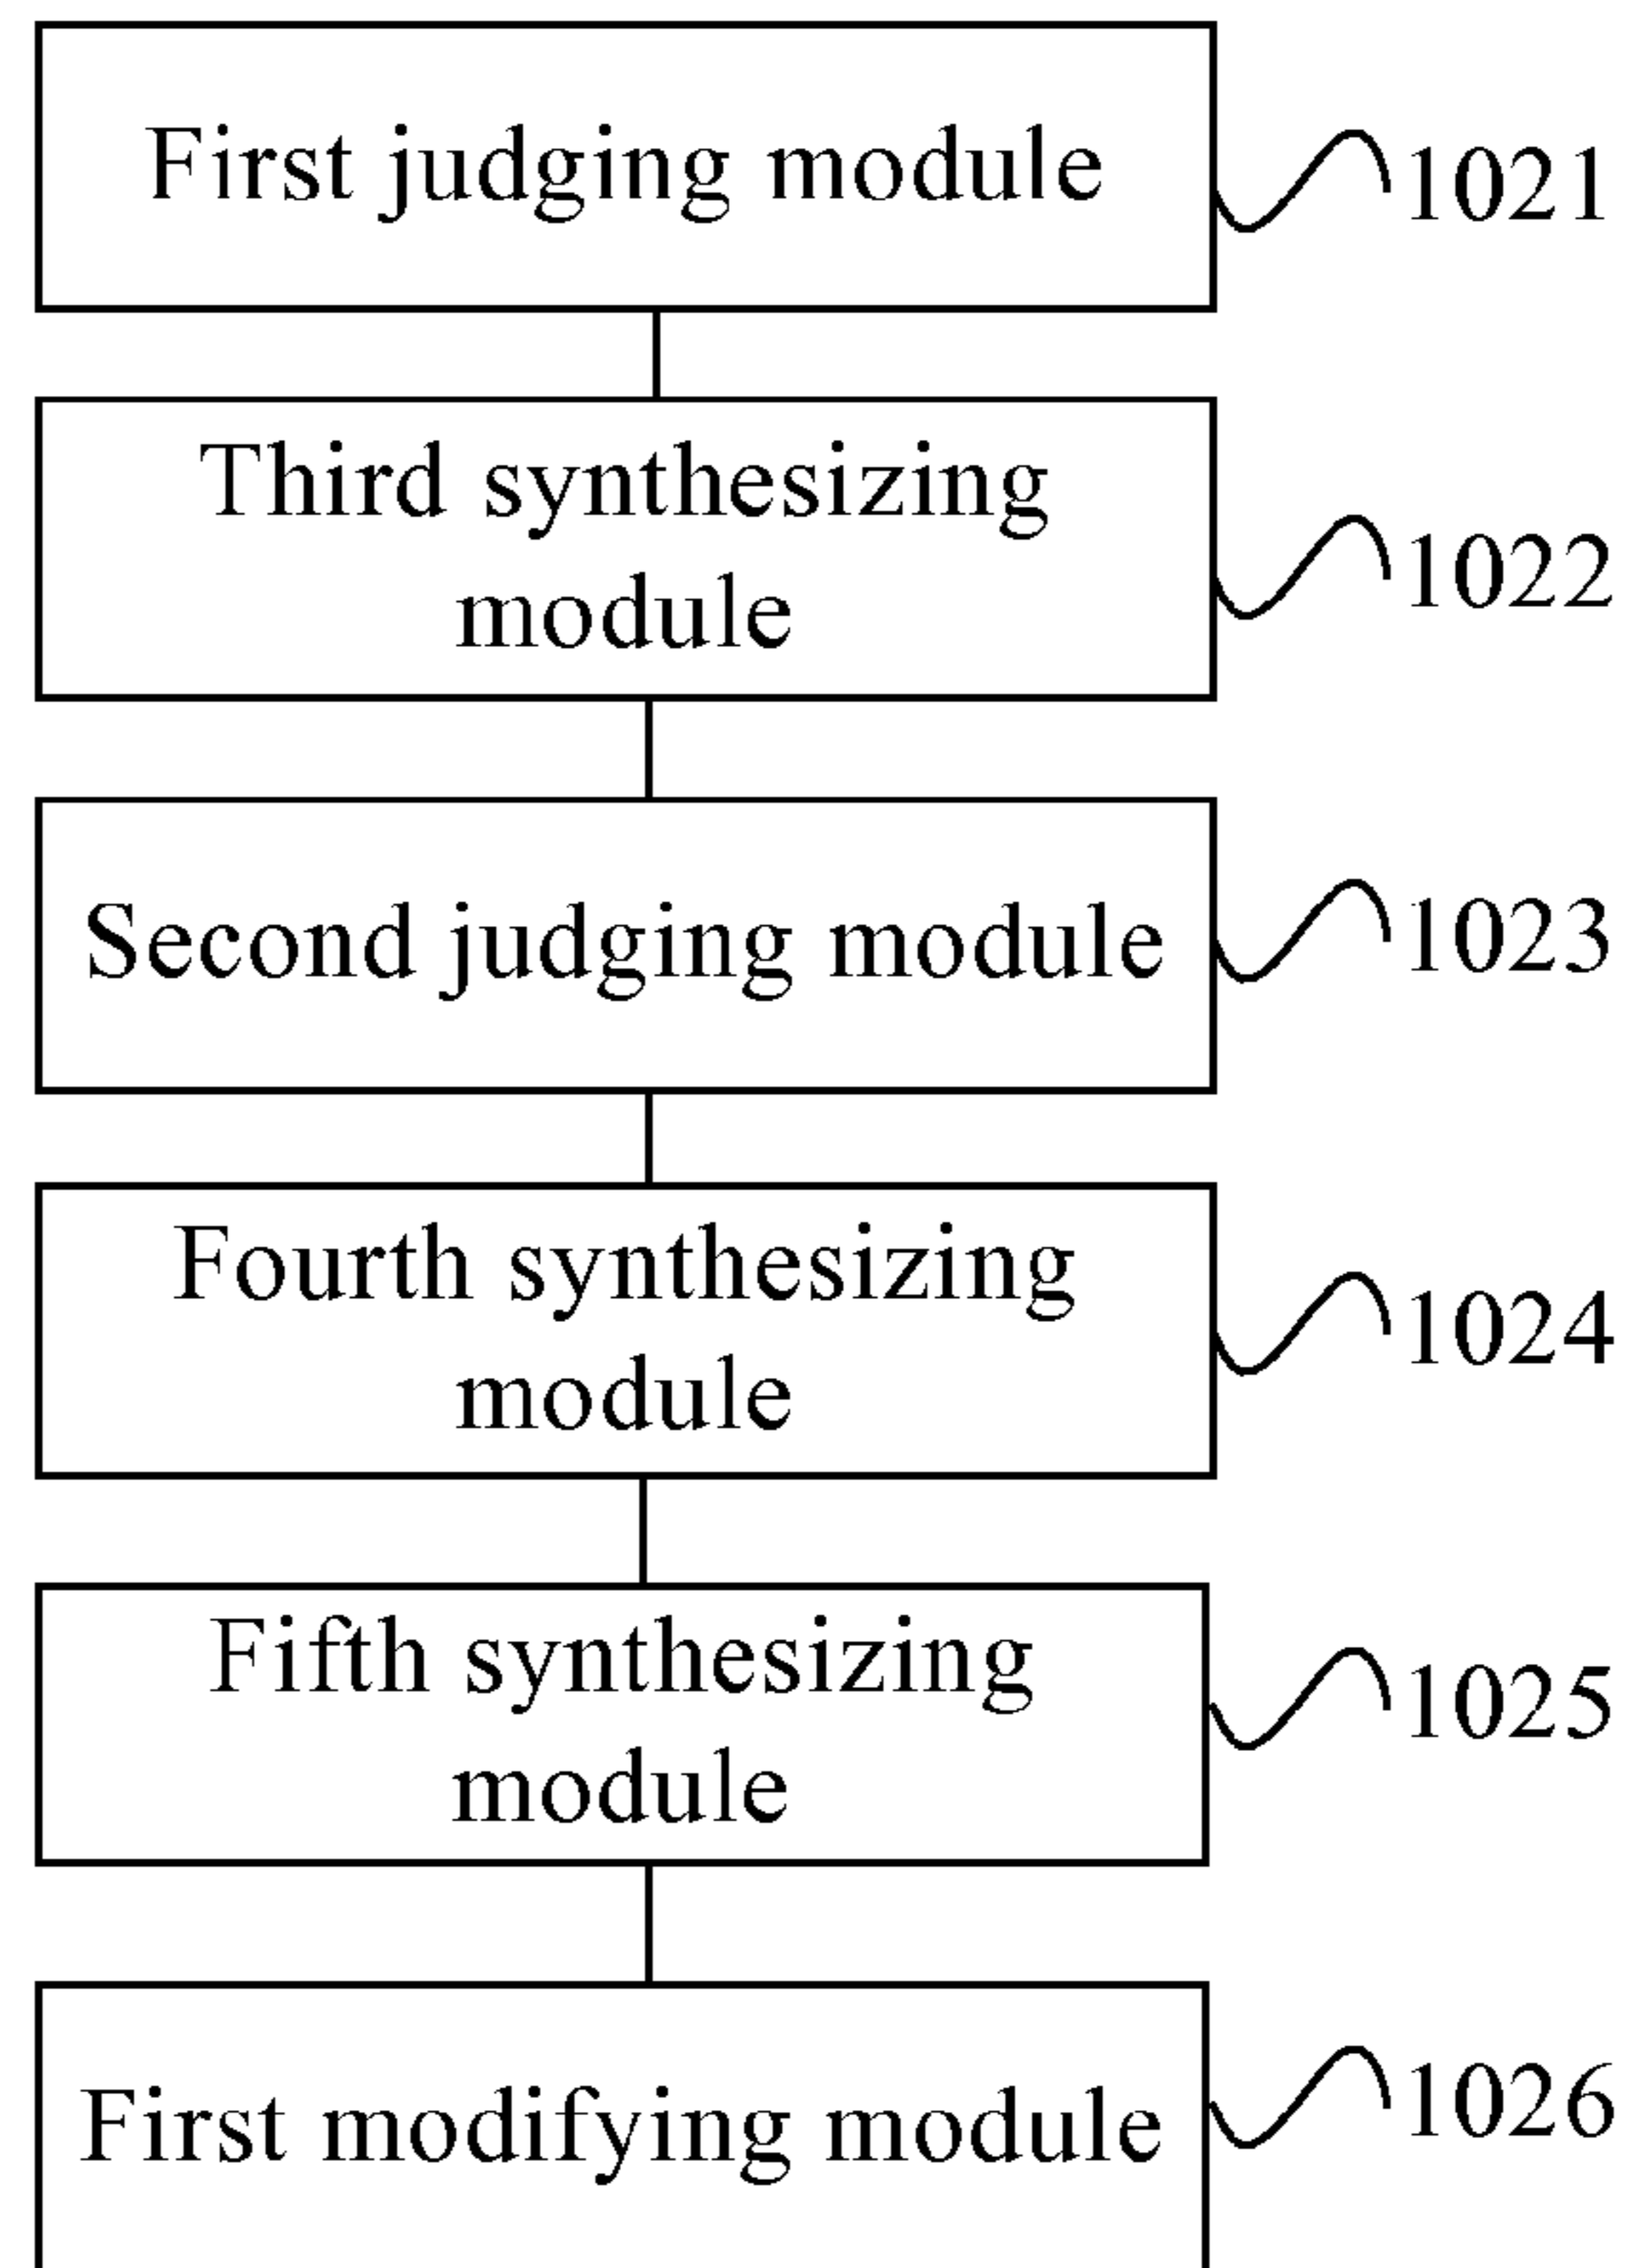 First judging module 1021
Third synthesizing
module
1022
Second judging module 1023
Fourth synthesizing
module
1024
Fifth synthesizing
module
1025
First modifying module 1026